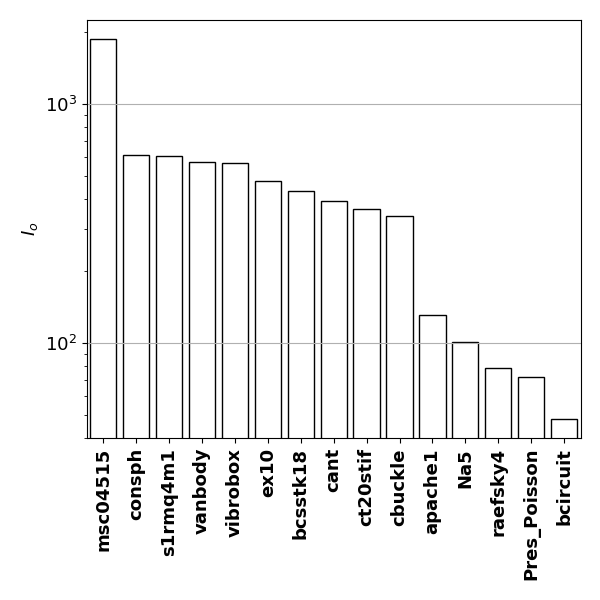 10³
10²
I_o
msc04515
consph
s1rmq4m1
vanbody
vibrobox
ex10
bcsstk18
cant
ct20stif
cbuckle
apache1
Na5
raefsky4
Pres_Poisson
bcircuit